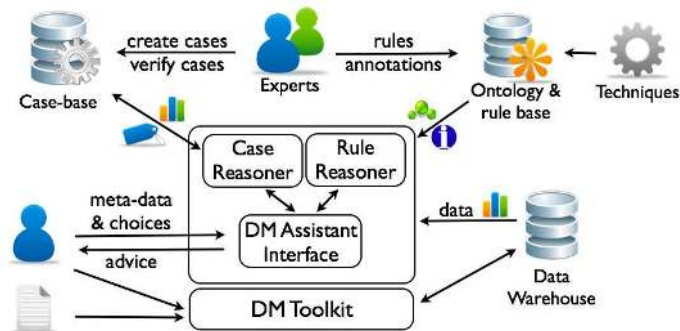 create cases
verify cases
Case-base
Experts
rules
annotations
Ontology &
rule base
Techniques
Case
Reasoner
Rule
Reasoner
meta-data
& choices
advice
DM Assistant
Interface
data
Data
Warehouse
DM Toolkit